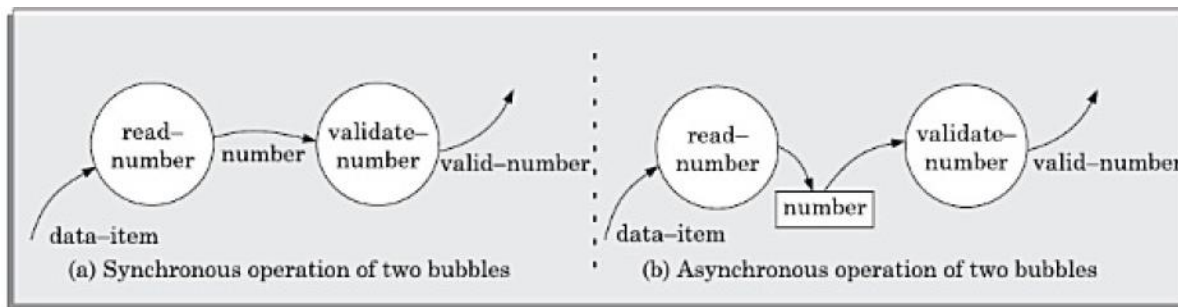 read–
number
number
validate–
number
valid–number
data–item
(a) Synchronous operation of two bubbles
read–
number
number
validate–
number
valid–number
data–item
(b) Asynchronous operation of two bubbles